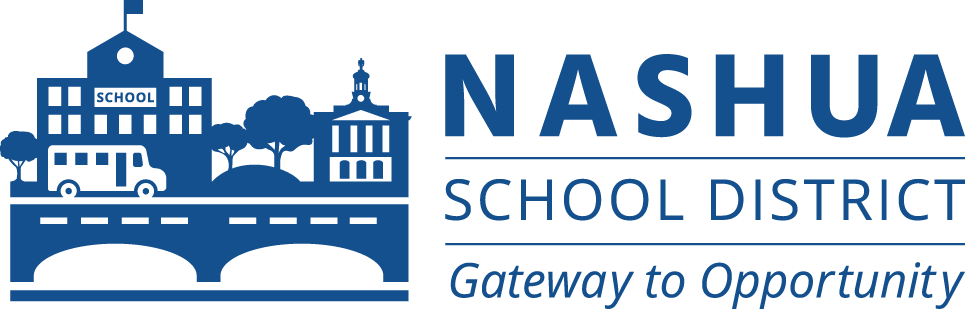 SCHOOL
NASHUA
SCHOOL DISTRICT
Gateway to Opportunity